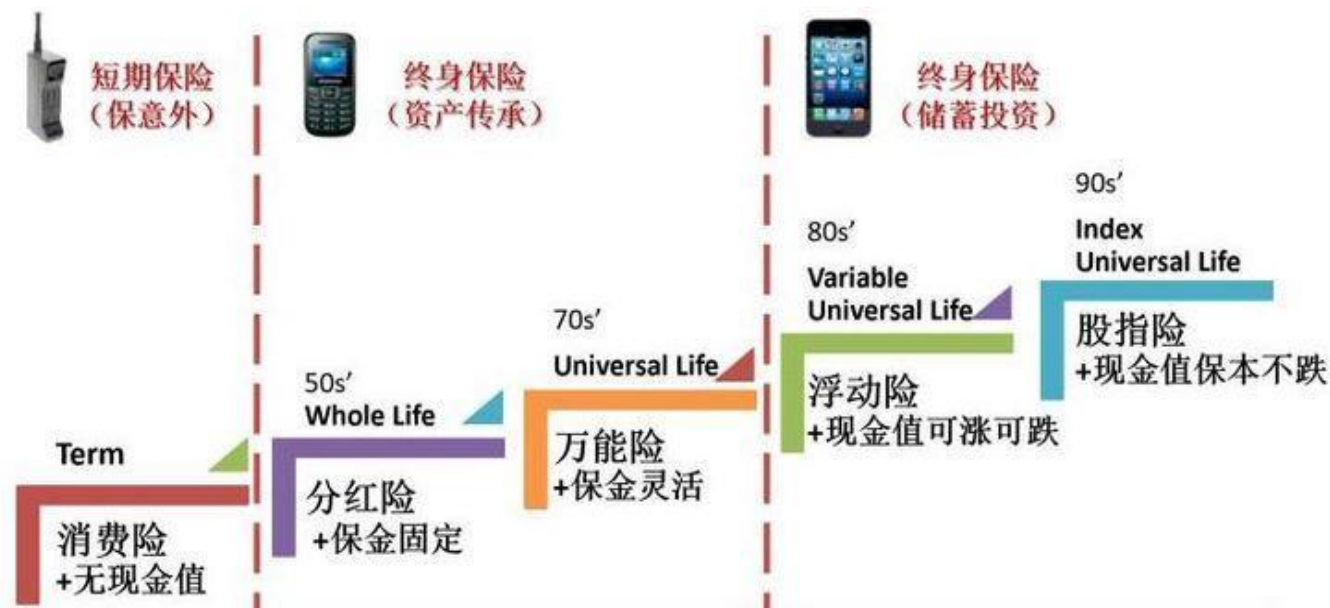 短期保险
（保意外）
终身保险
（资产传承）
终身保险
（储蓄投资）
Term
消费险
+无现金值
50s′
Whole Life
分红险
+保金固定
70s′
Universal Life
万能险
+保金灵活
80s′
Variable
Universal Life
浮动险
+现金值可涨可跌
90s′
Index
Universal Life
股指险
+现金值保本不跌